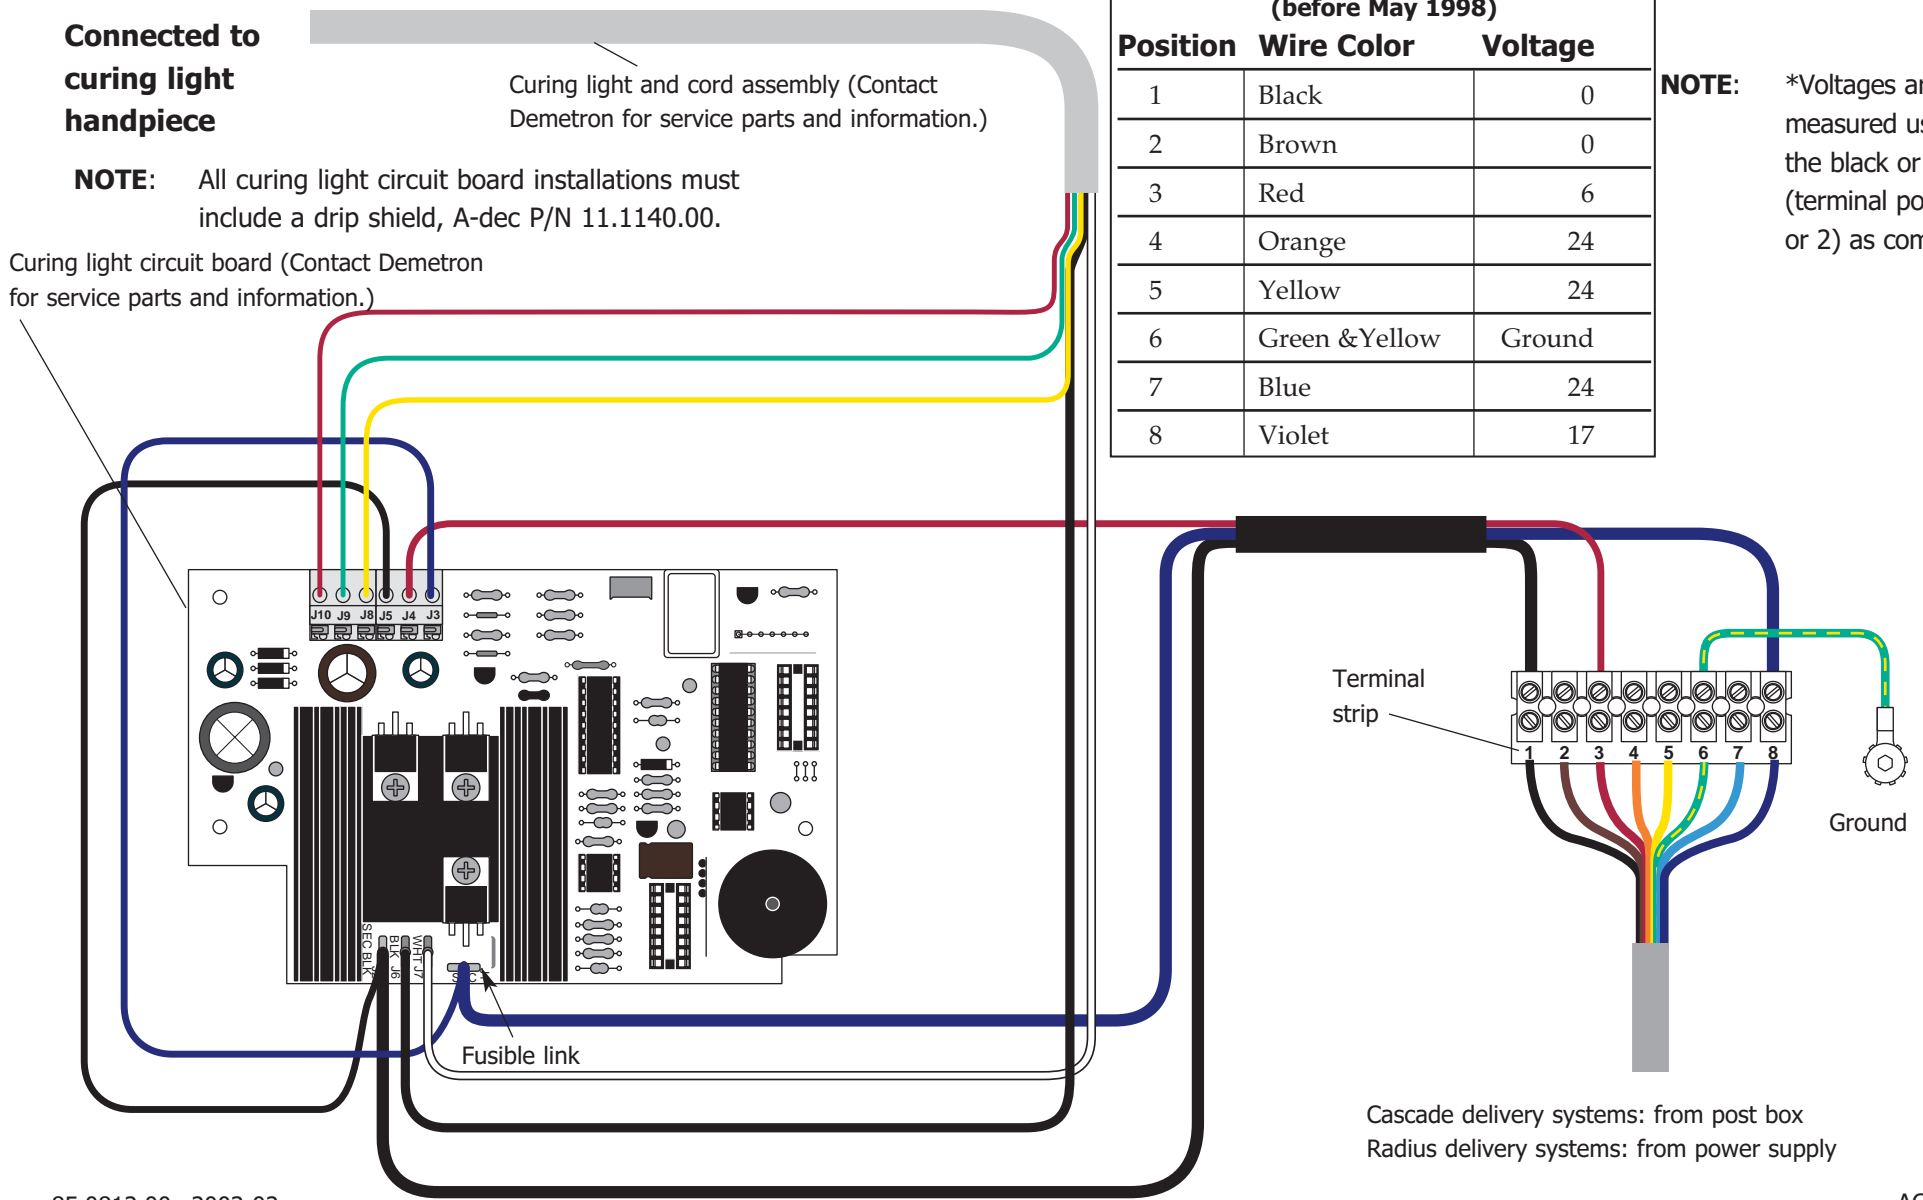 Connected to
curing light
handpiece
Curing light and cord assembly (Contact
Demetron for service parts and information.)
NOTE: All curing light circuit board installations must
include a drip shield, A-dec P/N 11.1140.00.
Curing light circuit board (Contact Demetron
for service parts and information.)
(before May 1998)
Position Wire Color Voltage
1 Black 0
2 Brown 0
3 Red 6
4 Orange 24
5 Yellow 24
6 Green &Yellow Ground
7 Blue 24
8 Violet 17
NOTE: *Voltages
measured
the black or
(terminal
or 2) as
J10 J9 J8 J5 J4 J3
SEC BLK
BLK J6
WHT J7
Fusible link
Terminal
strip
1 2 3 4 5 6 7 8
Ground
Cascade delivery systems: from post box
Radius delivery systems: from power supply